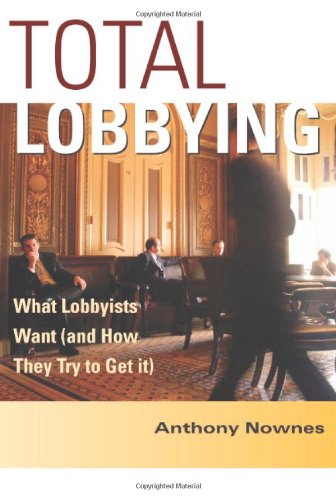 Copyrighted Material
TOTAL
LOBBYING
What Lobbyists
Want (and How
They Try to Get it)
Anthony Nownes
Copyrighted Material